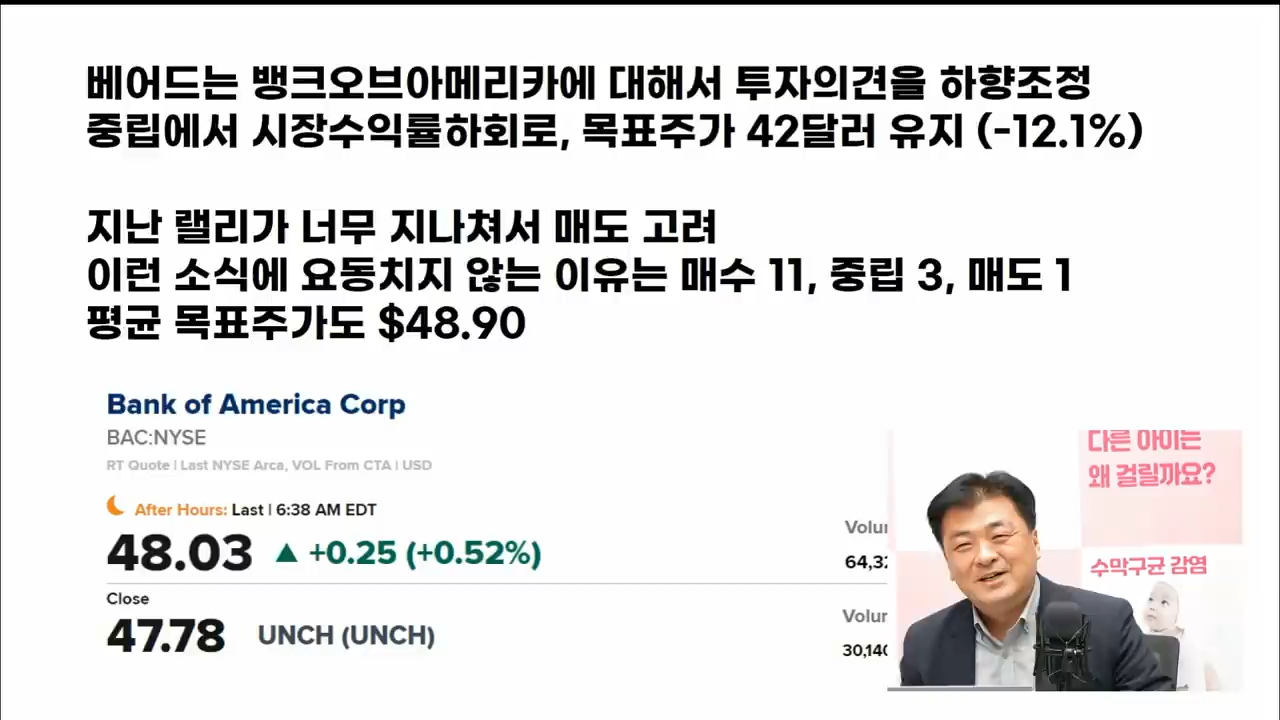 베어드는 뱅크오브아메리카에 대해서 투자의견을 하향조정
중립에서 시장수익률하회로, 목표주가 42달러 유지 (-12.1%)
지난 랠리가 너무 지나쳐서 매도 고려
이런 소식에 요동치지 않는 이유는 매수 11, 중립 3, 매도 1
평균 목표주가도 $48.90
Bank of America Corp
BAC:NYSE
RT Quote | Last NYSE Arca, VOL From CTA | USD
After Hours: Last | 6:38 AM EDT
48.03 ▲ +0.25 (+0.52%)
Close
47.78 UNCH (UNCH)
Volu
64,32
Volu
30,140
다른 아이는
왜 걸릴까요?
수막구균 감염